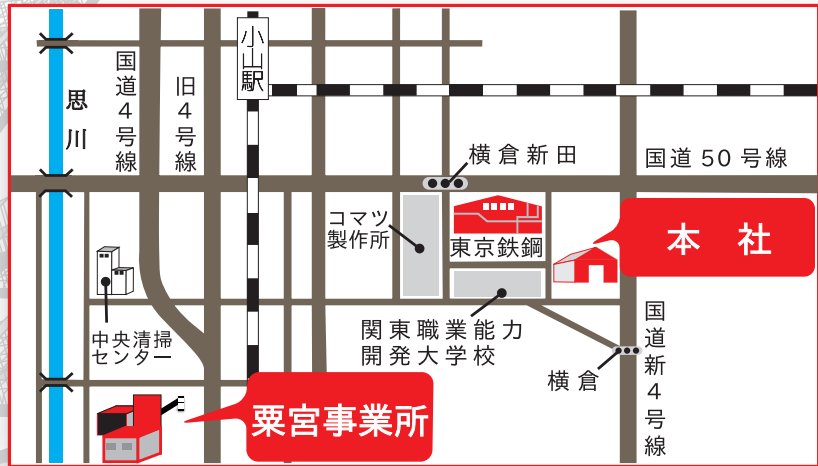 小山駅
国道4号線
旧4号線
思川
横倉新田
国道50号線
コマツ
製作所
東京鉄鋼
本 社
中央清掃
センター
関東職業能力
開発大学校
横倉
国道新4号線
粟宮事業所